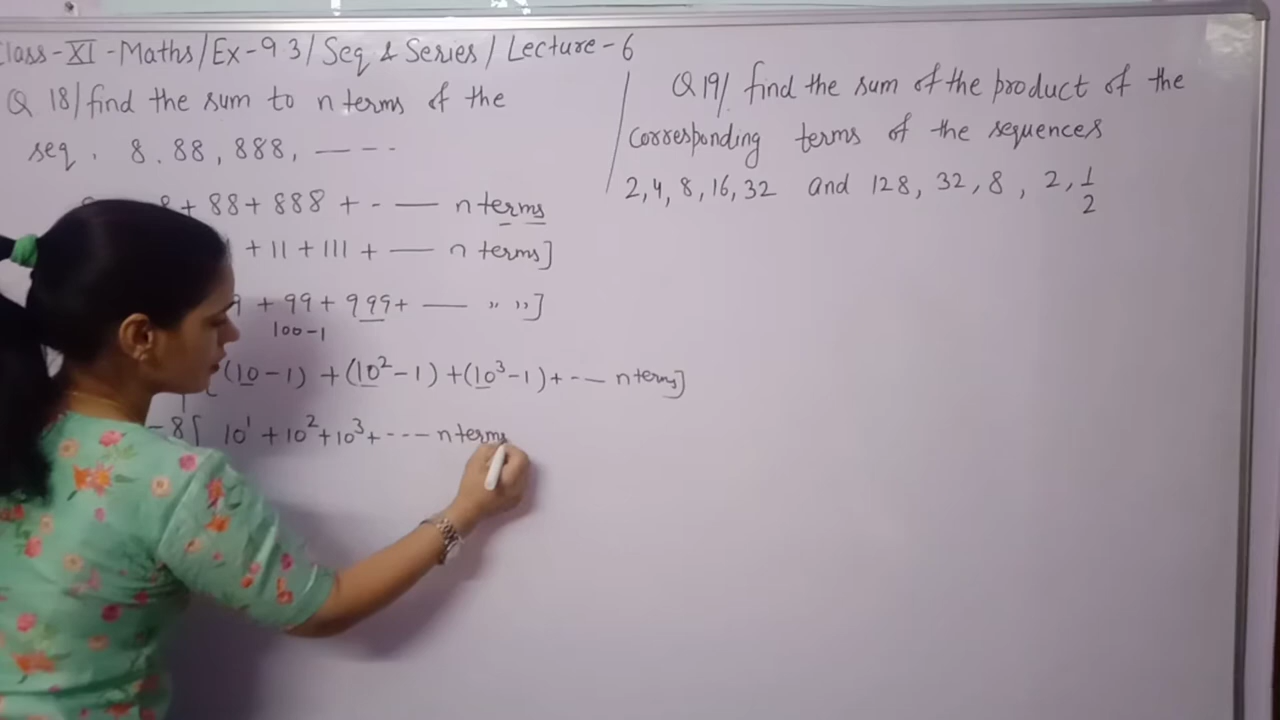 Class-XI-Maths/Ex-9.3/Seq & Series/Lecture-6
Q 18/ find the sum to n terms of the
seq. 8. 88, 888, — - -
8 + 88 + 888 + - — n terms
+ 11 + 111 + — n terms]
9 + 99 + 999 + — ,, ,,]
100-1
[(10-1) + (10²-1) + (10³-1) + -- n terms]
8[ 10¹ + 10² + 10³ + --- n terms
Q 19/ find the sum of the product of the
corresponding terms of the sequences
2, 4, 8, 16, 32 and 128, 32, 8, 2, 1/2